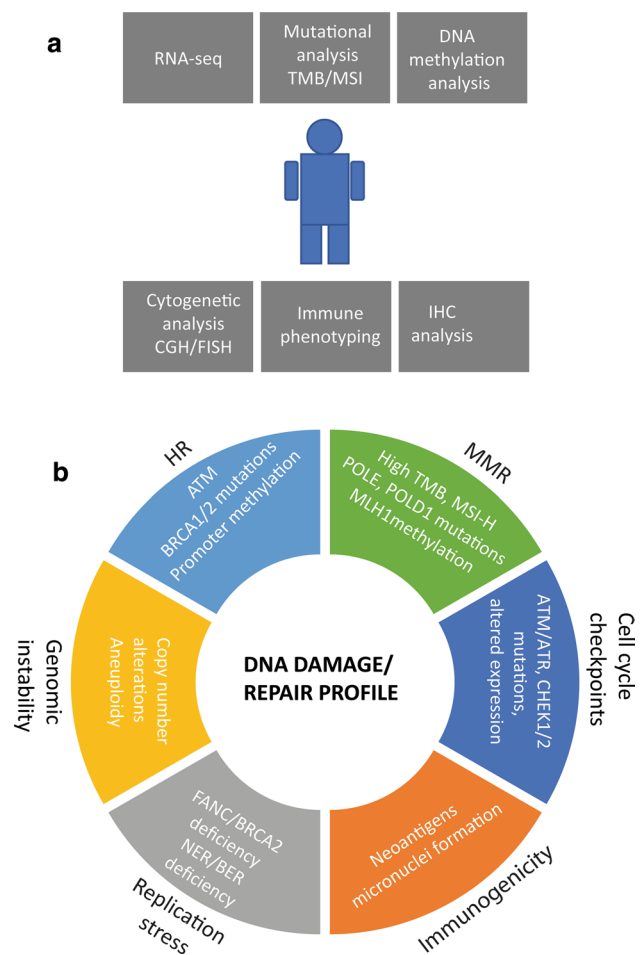 a
RNA-seq
Mutational
analysis
TMB/MSI
DNA
methylation
analysis
Cytogenetic
analysis
CGH/FISH
Immune
phenotyping
IHC
analysis
b
HR
ATM
BRCA1/2 mutations
Promoter methylation
MMR
High TMB, MSI-H
POLE, POLD1 mutations
MLH1methylation
Cell cycle
checkpoints
ATM/ATR, CHEK1/2
mutations,
altered expression
Immunogenicity
Neoantigens
micronuclei formation
Replication
stress
FANC/BRCA2
deficiency
NER/BER
deficiency
Genomic
instability
Copy number
alterations
Aneuploidy
DNA DAMAGE/
REPAIR PROFILE